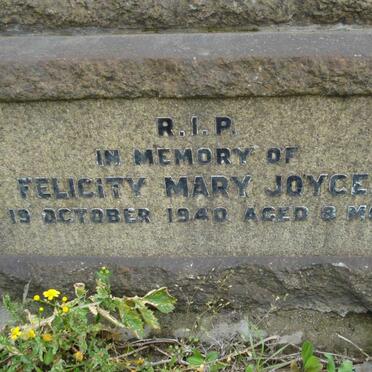 R.I.P.
IN MEMORY OF
FELICITY MARY JOYCE
19 OCTOBER 1940 AGED 8